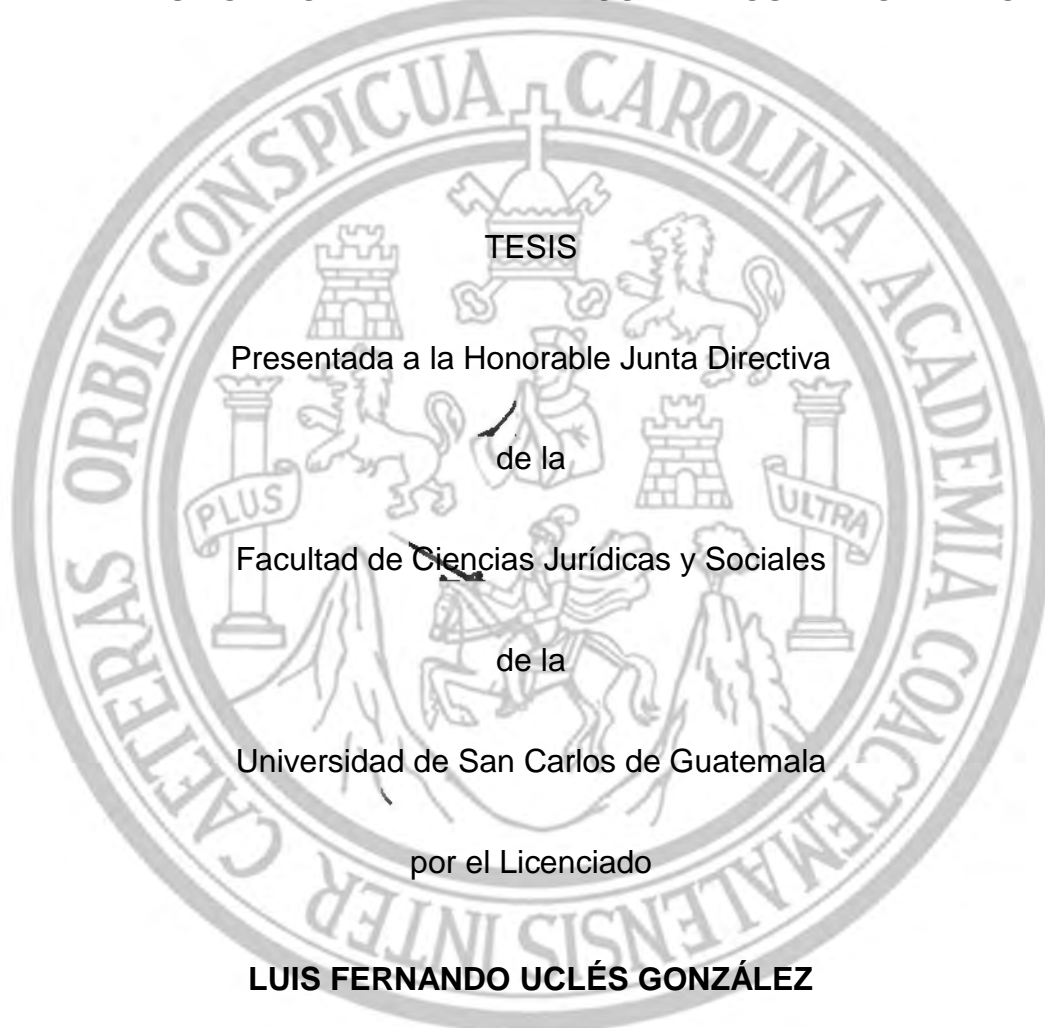 TESIS
Presentada a la Honorable Junta Directiva
de la
Facultad de Ciencias Jurídicas y Sociales
de la
Universidad de San Carlos de Guatemala
por el Licenciado
LUIS FERNANDO UCLÉS GONZÁLEZ
CAETERAS ORBIS CONSPICUA CAROLINA ACADEMIA COACTEMALENSIS INTER
PLUS
ULTRA